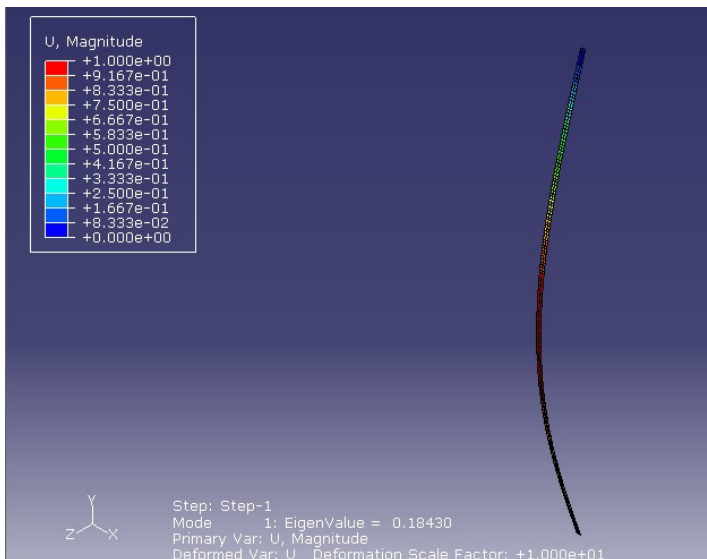 U, Magnitude
+1.000e+00
+9.167e-01
+8.333e-01
+7.500e-01
+6.667e-01
+5.833e-01
+5.000e-01
+4.167e-01
+3.333e-01
+2.500e-01
+1.667e-01
+8.333e-02
+0.000e+00
Y
Z X
Step: Step-1
Mode 1: EigenValue = 0.18430
Primary Var: U, Magnitude
Deformed Var: U Deformation Scale Factor: +1.000e+01